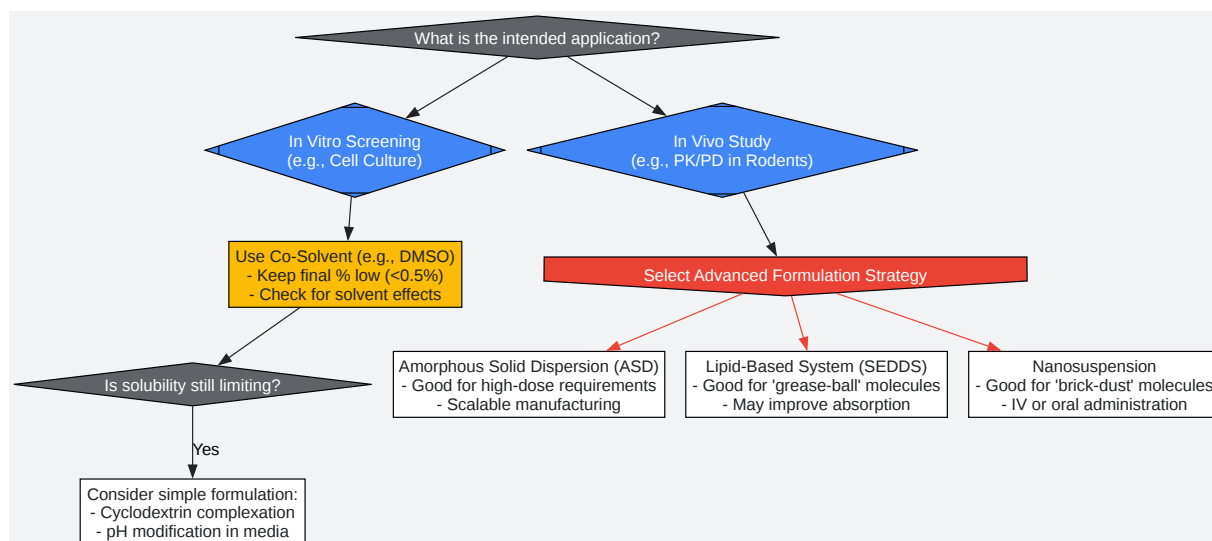 What is the intended application?
In Vitro Screening
(e.g., Cell Culture)
In Vivo Study
(e.g., PK/PD in Rodents)
Use Co-Solvent (e.g., DMSO)
- Keep final % low (<0.5%)
- Check for solvent effects
Select Advanced Formulation Strategy
Is solubility still limiting?
Amorphous Solid Dispersion (ASD)
- Good for high-dose requirements
- Scalable manufacturing
Lipid-Based System (SEDDS)
- Good for 'grease-ball' molecules
- May improve absorption
Nanosuspension
- Good for 'brick-dust' molecules
- IV or oral administration
Yes
Consider simple formulation:
- Cyclodextrin complexation
- pH modification in media